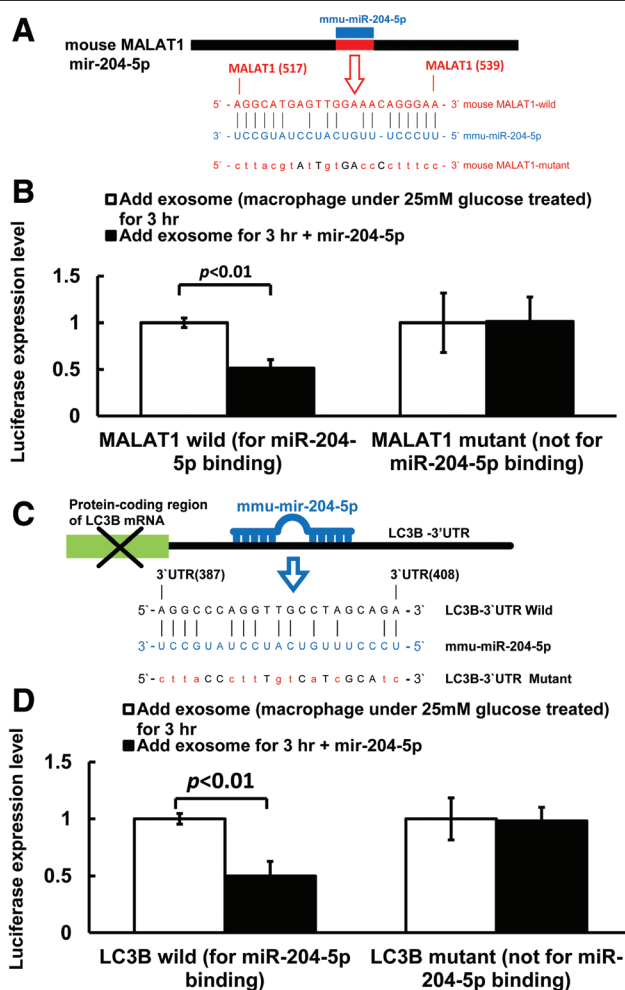 A
mmu-miR-204-5p
mouse MALAT1
mir-204-5p
MALAT1 (517)
MALAT1 (539)
5` - AGGCATGAGTTGGAAACAGGGAA - 3` mouse MALAT1-wild
3` - UCCGUAUCCUACUGUU - UCCCUU - 5` mmu-miR-204-5p
- cttacgtATTgtGAccCctttcc - 3` mouse MALAT1-mutant
B
Add exosome (macrophage under 25mM glucose treated)
for 3 hr
Add exosome for 3 hr + mir-204-5p
Luciferase expression level
1.5
1
0.5
0
p<0.01
MALAT1 wild (for miR-204-
5p binding)
MALAT1 mutant (not for
miR-204-5p binding)
C
Protein-coding region
of LC3B mRNA
mmu-mir-204-5p
LC3B -3'UTR
3`UTR(387)
3`UTR(408)
5`- AGGCCCAGGTTGCCTAGCAGA - 3` LC3B-3`UTR Wild
3`- UCCGUAUCCUACUGUUUCCCU - 5` mmu-miR-204-5p
5`- cttaCCcttTgtCaTcGCAtc - 3` LC3B-3`UTR Mutant
D
Add exosome (macrophage under 25mM glucose treated)
for 3 hr
Add exosome for 3 hr + mir-204-5p
Luciferase expression level
1.5
1
0.5
0
p<0.01
LC3B wild (for miR-204-5p
binding)
LC3B mutant (not for miR-
204-5p binding)